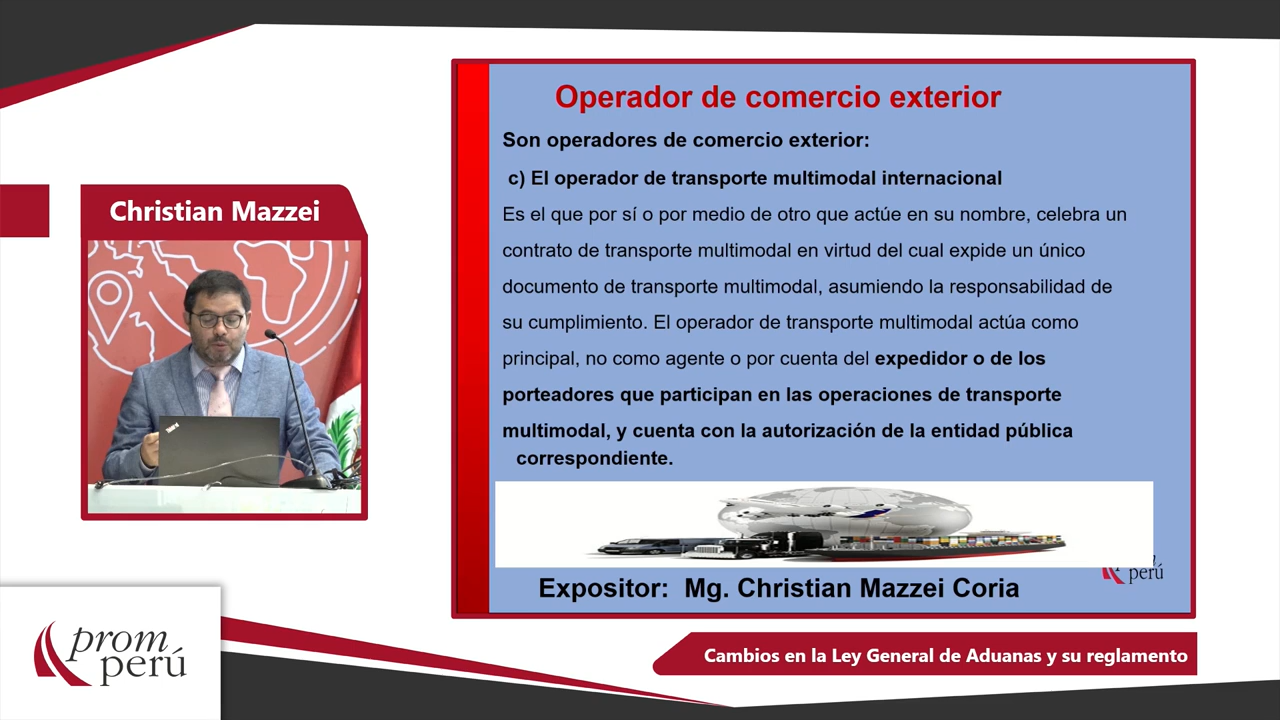 Christian Mazzei
Operador de comercio exterior
Son operadores de comercio exterior:
c) El operador de transporte multimodal internacional
Es el que por sí o por medio de otro que actúe en su nombre, celebra un
contrato de transporte multimodal en virtud del cual expide un único
documento de transporte multimodal, asumiendo la responsabilidad de
su cumplimiento. El operador de transporte multimodal actúa como
principal, no como agente o por cuenta del expedidor o de los
porteadores que participan en las operaciones de transporte
multimodal, y cuenta con la autorización de la entidad pública
correspondiente.
perú
Expositor: Mg. Christian Mazzei Coria
prom
perú
Cambios en la Ley General de Aduanas y su reglamento